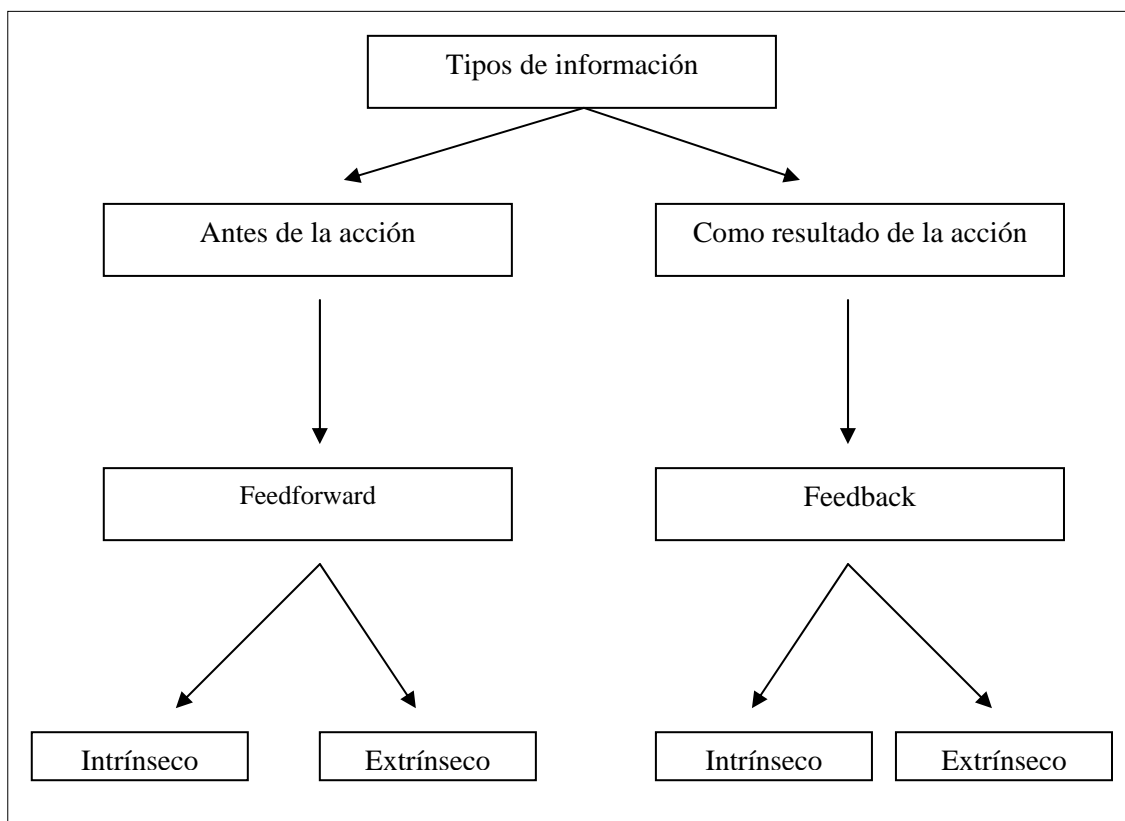 Tipos de información
Antes de la acción
Como resultado de la acción
Feedforward
Feedback
Intrínseco
Extrínseco
Intrínseco
Extrínseco